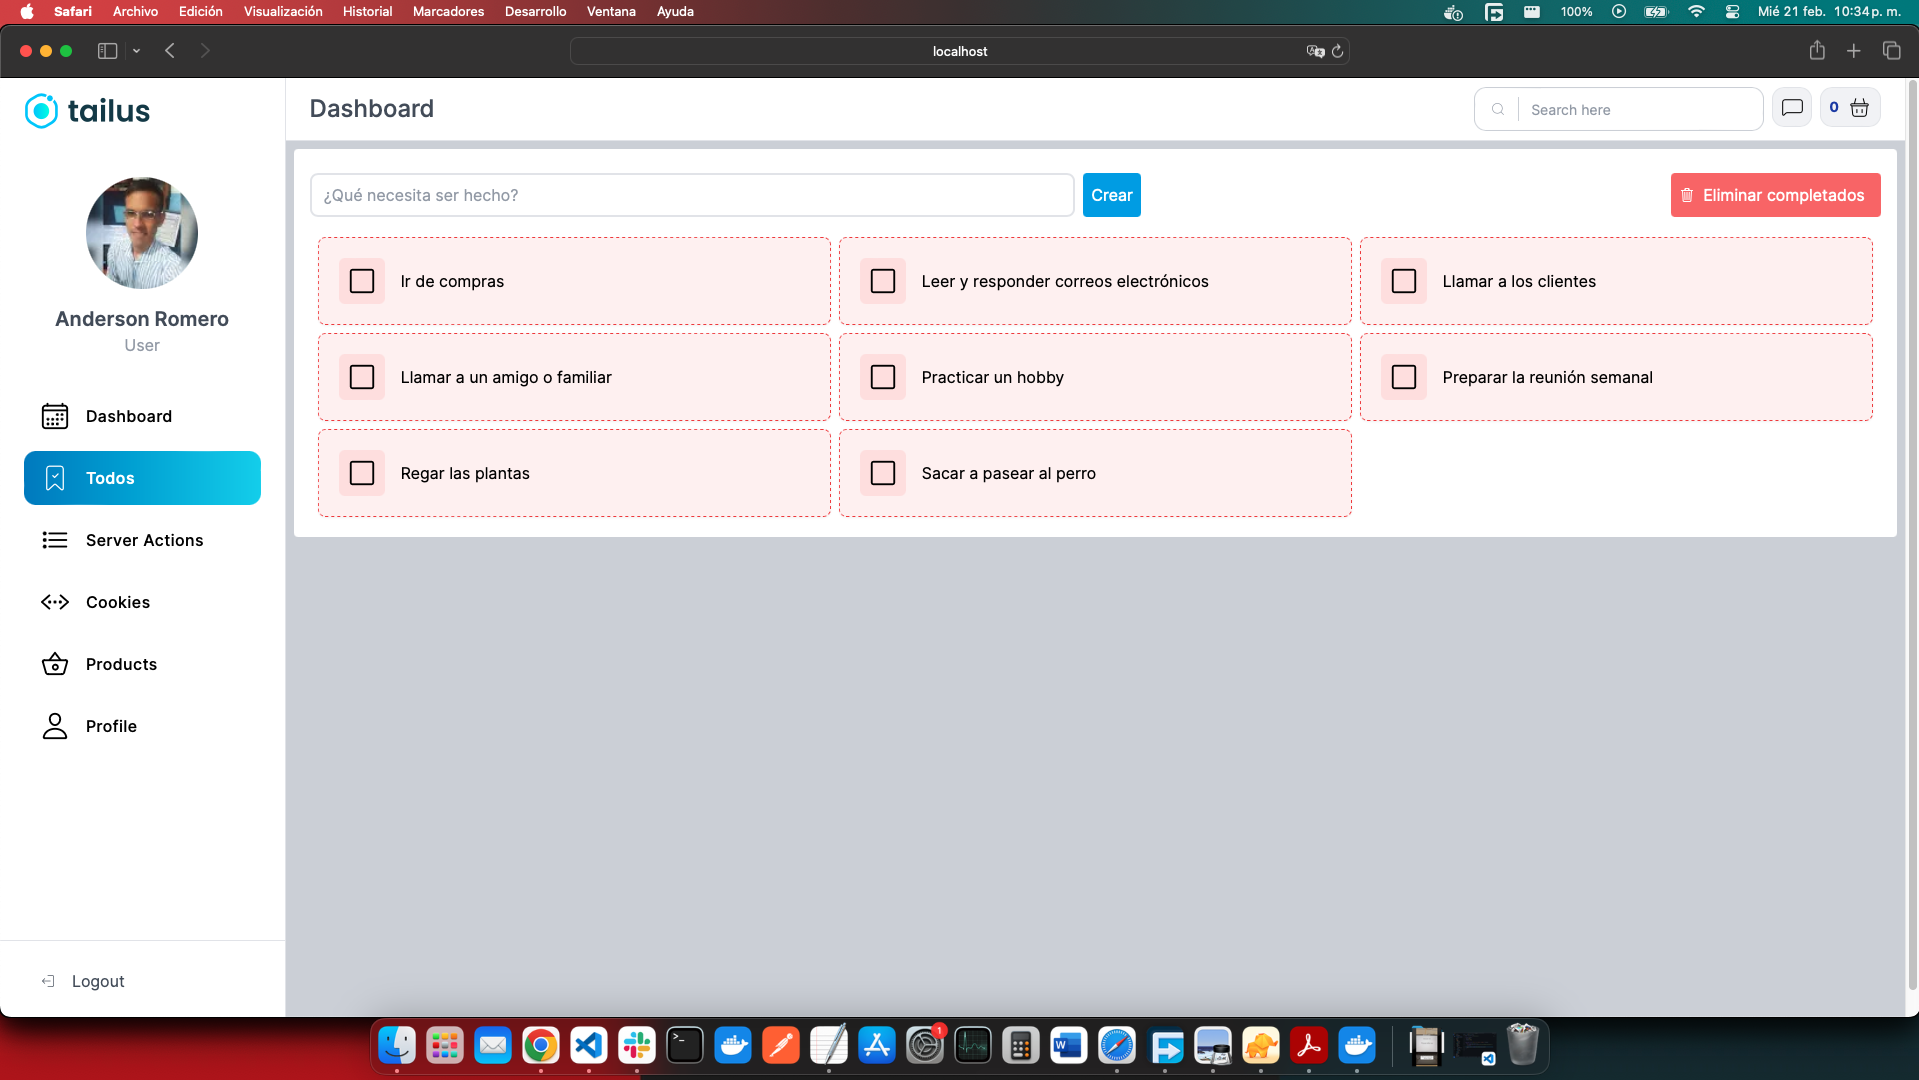 Safari Archivo Edición Visualización Historial Marcadores Desarrollo Ventana Ayuda 100% Mié 21 feb. 10:34 p. m.
localhost
tailus
Dashboard
Search here
0
Anderson Romero
User
Dashboard
Todos
Server Actions
Cookies
Products
Profile
Logout
¿Qué necesita ser hecho?
Crear
Eliminar completados
Ir de compras
Leer y responder correos electrónicos
Llamar a los clientes
Llamar a un amigo o familiar
Practicar un hobby
Preparar la reunión semanal
Regar las plantas
Sacar a pasear al perro
1